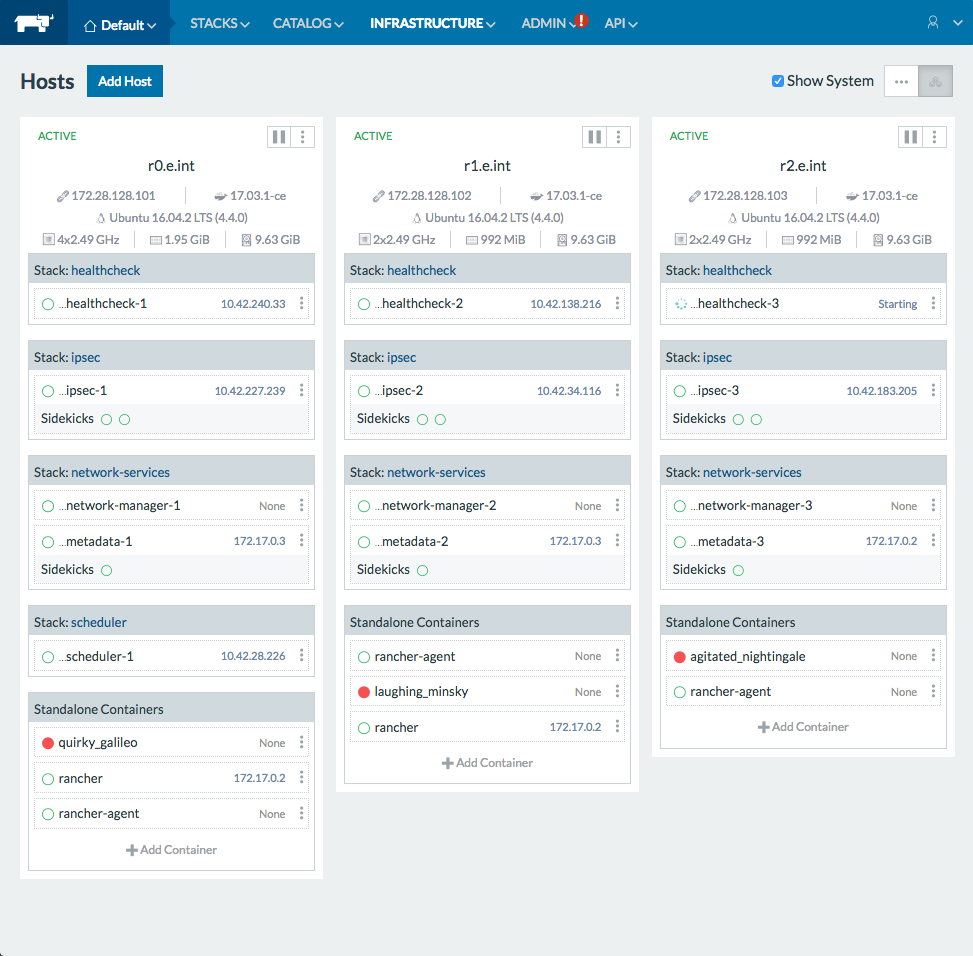 Default STACKS CATALOG INFRASTRUCTURE ADMIN ! API
Hosts Add Host Show System
ACTIVE
r0.e.int
172.28.128.101 17.03.1-ce
Ubuntu 16.04.2 LTS (4.4.0)
4x2.49 GHz 1.95 GiB 9.63 GiB
Stack: healthcheck
...healthcheck-1 10.42.240.33
Stack: ipsec
...ipsec-1 10.42.227.239
Sidekicks
Stack: network-services
...network-manager-1 None
...metadata-1 172.17.0.3
Sidekicks
Stack: scheduler
...scheduler-1 10.42.28.226
Standalone Containers
quirky_galileo None
rancher 172.17.0.2
rancher-agent None
Add Container
ACTIVE
r1.e.int
172.28.128.102 17.03.1-ce
Ubuntu 16.04.2 LTS (4.4.0)
2x2.49 GHz 992 MiB 9.63 GiB
Stack: healthcheck
...healthcheck-2 10.42.138.216
Stack: ipsec
...ipsec-2 10.42.34.116
Sidekicks
Stack: network-services
...network-manager-2 None
...metadata-2 172.17.0.3
Sidekicks
Standalone Containers
rancher-agent None
laughing_minsky None
rancher 172.17.0.2
Add Container
ACTIVE
r2.e.int
172.28.128.103 17.03.1-ce
Ubuntu 16.04.2 LTS (4.4.0)
2x2.49 GHz 992 MiB 9.63 GiB
Stack: healthcheck
...healthcheck-3 Starting
Stack: ipsec
...ipsec-3 10.42.183.205
Sidekicks
Stack: network-services
...network-manager-3 None
...metadata-3 172.17.0.2
Sidekicks
Standalone Containers
agitated_nightingale None
rancher-agent None
Add Container